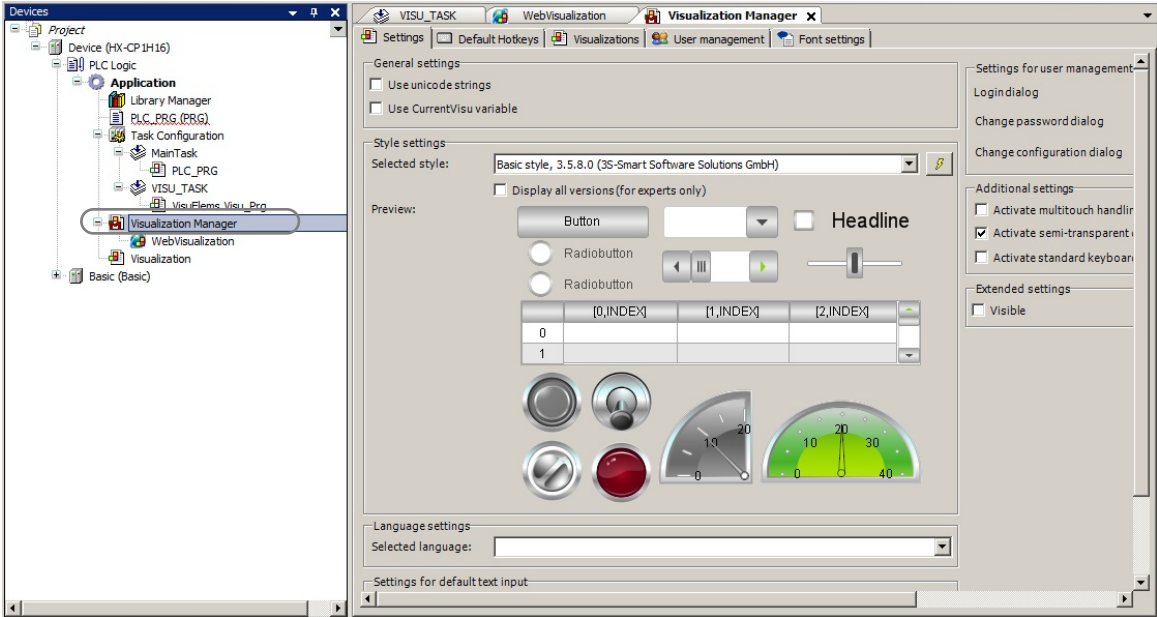 Devices
Project
Device (HX-CP1H16)
PLC Logic
Application
Library Manager
PLC_PRG (PRG)
Task Configuration
MainTask
PLC_PRG
VISU_TASK
VisuElems.Visu_Prg
Visualization Manager
WebVisualization
Visualization
Basic (Basic)
VISU_TASK WebVisualization Visualization Manager
Settings Default Hotkeys Visualizations User management Font settings
General settings
Use unicode strings
Use CurrentVisu variable
Style settings
Selected style: Basic style, 3.5.8.0 (3S-Smart Software Solutions GmbH)
Display all versions (for experts only)
Preview:
Button Headline
Radiobutton
Radiobutton
[0,INDEX] [1,INDEX] [2,INDEX]
0
1
0 10 20
0 10 20 30 40
Language settings
Selected language:
Settings for default text input
Settings for user management
Login dialog
Change password dialog
Change configuration dialog
Additional settings
Activate multitouch handlin
Activate semi-transparent
Activate standard keyboar
Extended settings
Visible